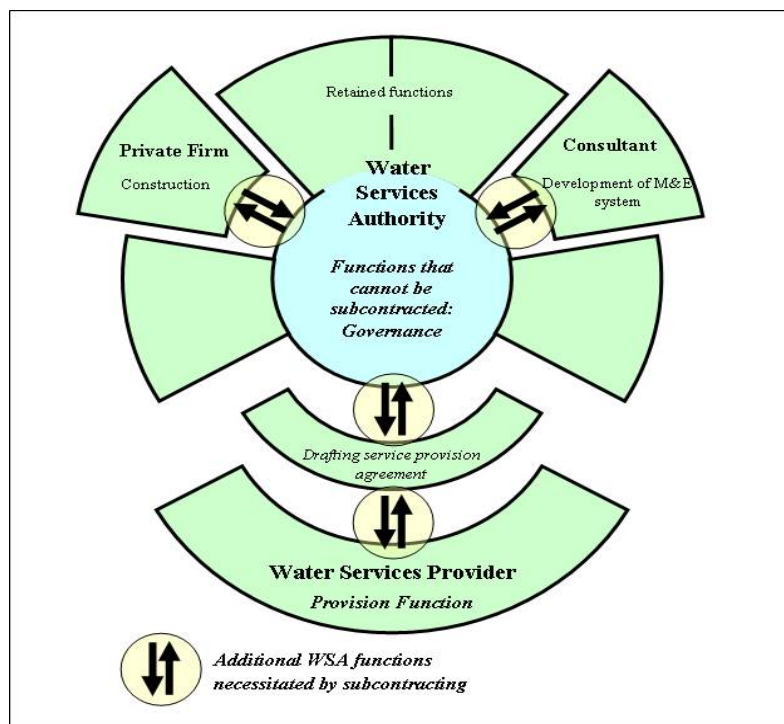 Retained functions
Private Firm
Construction
Consultant
Development of M&E
system
Water
Services
Authority
Functions that
cannot be
subcontracted:
Governance
Drafting service provision
agreement
Water Services Provider
Provision Function
Additional WSA functions
necessitated by subcontracting